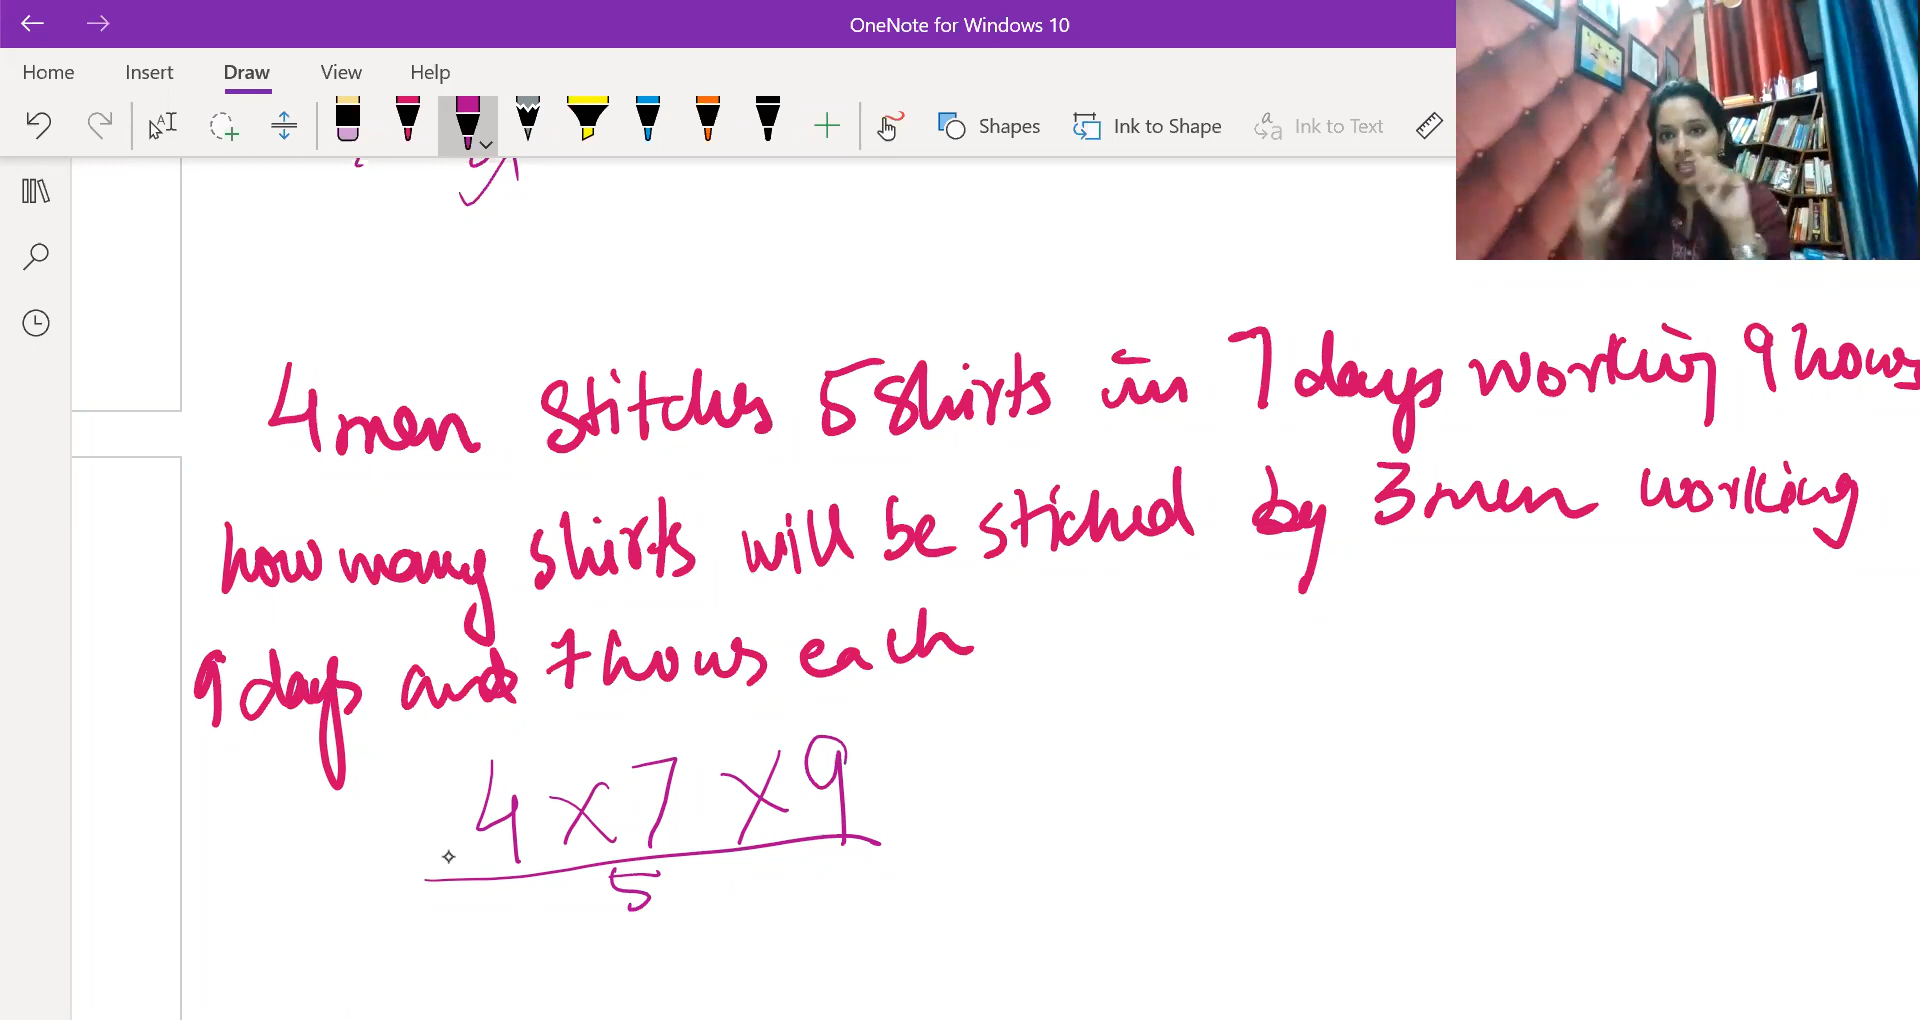 OneNote for Windows 10
Home Insert Draw View Help
Shapes Ink to Shape Ink to Text
4 men stitches 5 shirts in 7 days working 9 hours
how many shirts will be stiched by 3 men working
9 days and 7 hours each
4 × 7 × 9
5